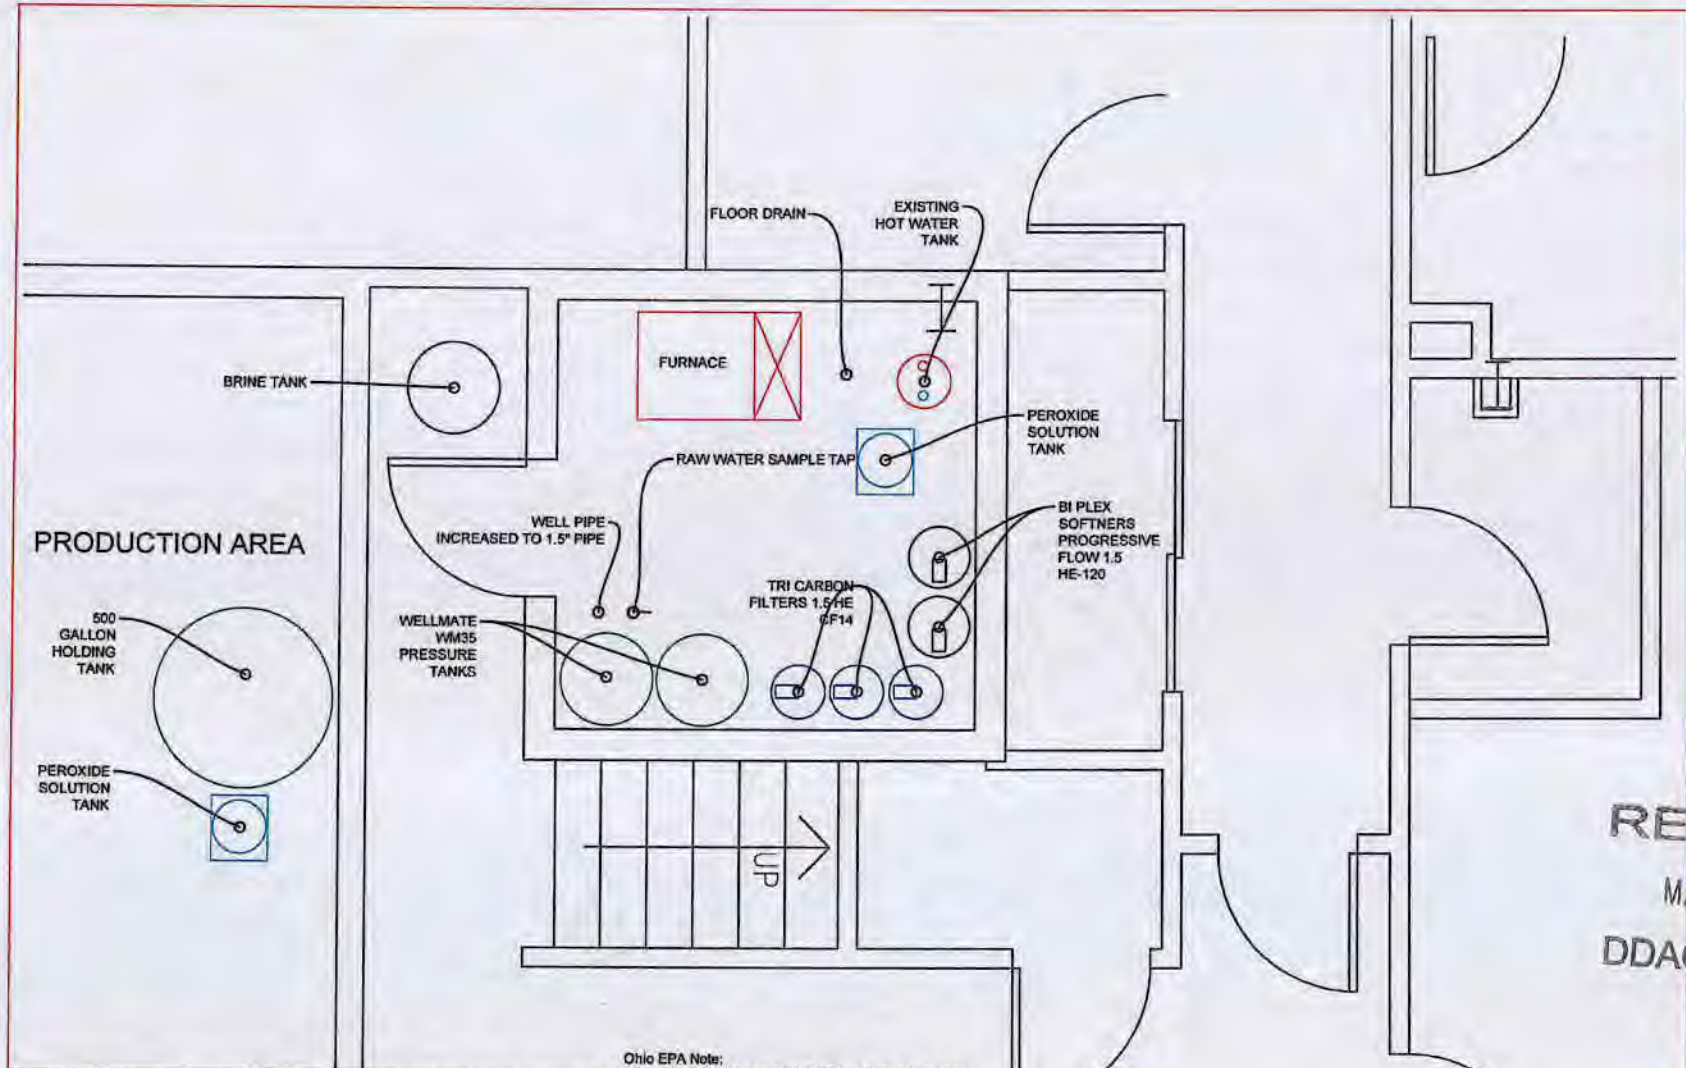 FLOOR DRAIN
EXISTING
HOT WATER
TANK
FURNACE
BRINE TANK
PEROXIDE
SOLUTION
TANK
RAW WATER SAMPLE TAP
WELL PIPE
INCREASED TO 1.5" PIPE
BI PLEX
SOFTNERS
PROGRESSIVE
FLOW 1.5
HE-120
PRODUCTION AREA
TRI CARBON
FILTERS 1.5 HE
CF14
500
GALLON
HOLDING
TANK
WELLMATE
WM35
PRESSURE
TANKS
PEROXIDE
SOLUTION
TANK
UP
RE
DDA
Ohio EPA Note: